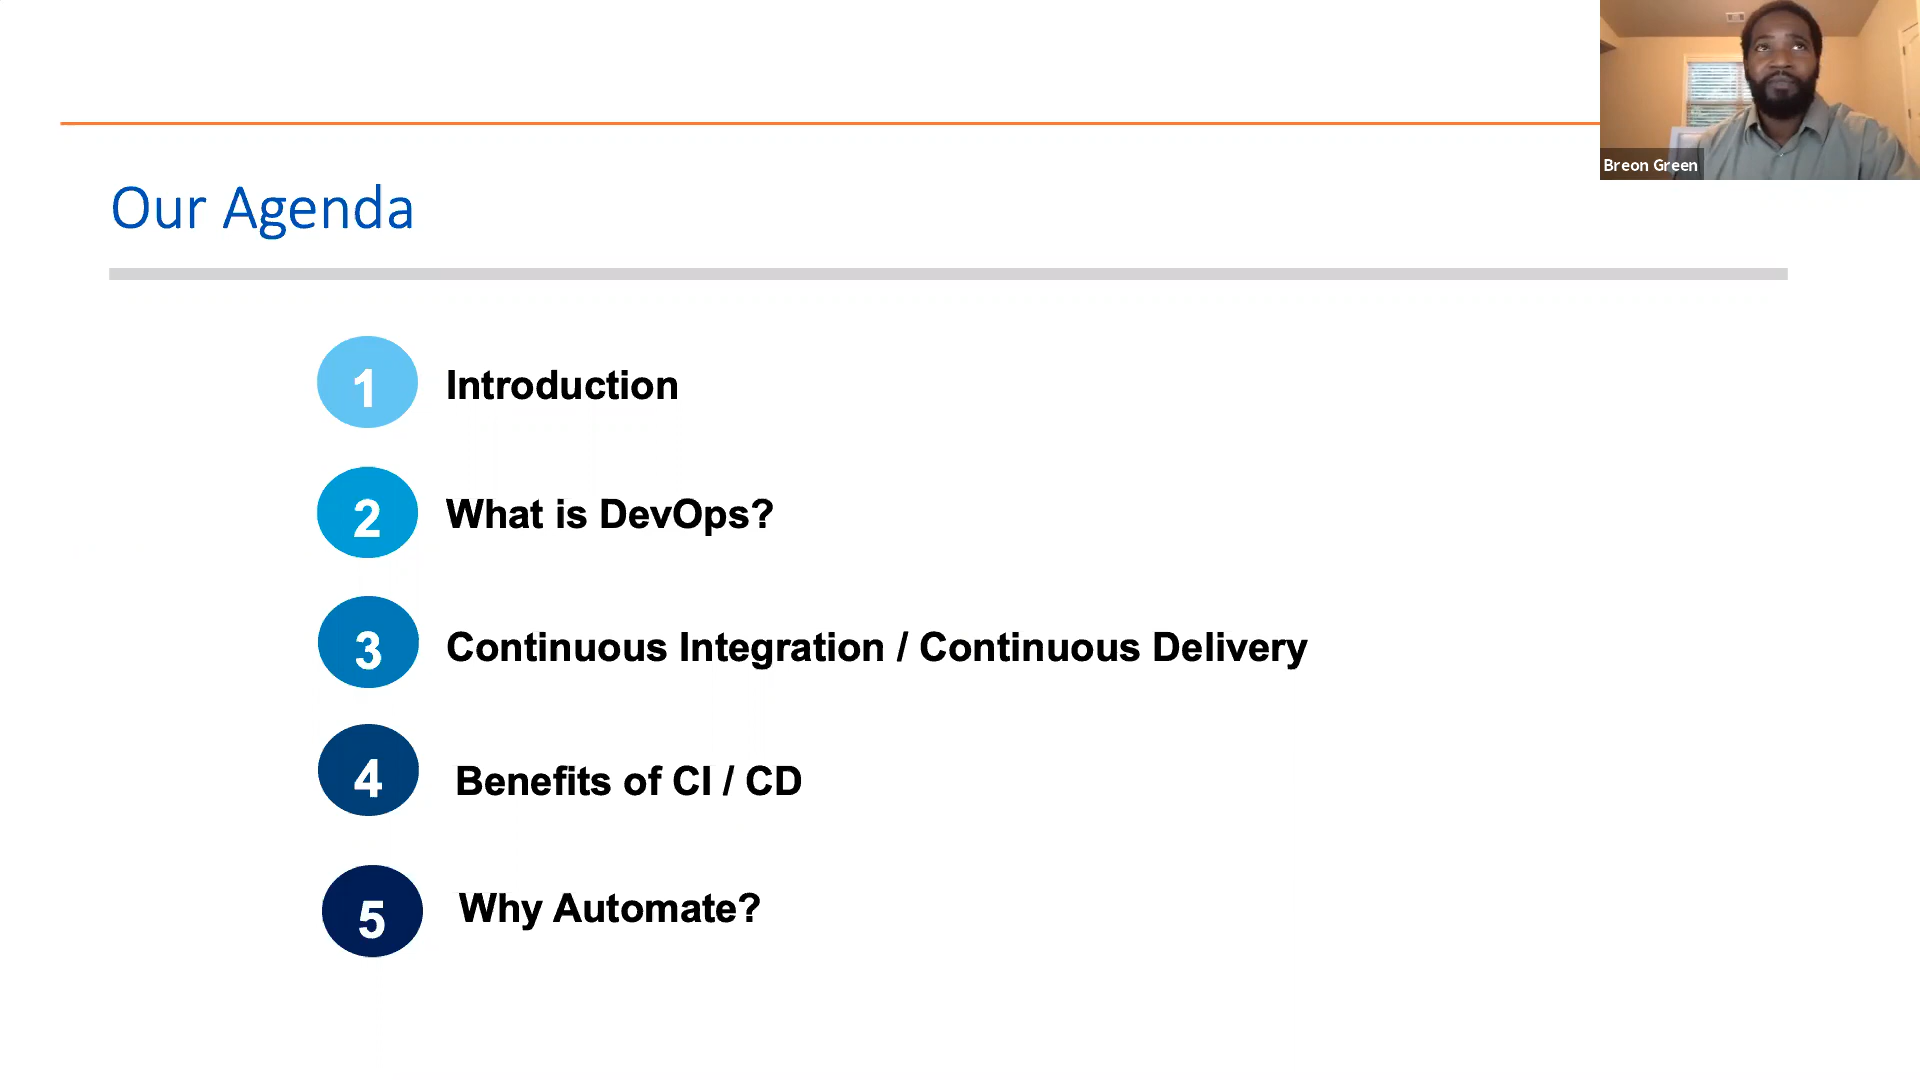 Breon Green
Our Agenda
1 Introduction
2 What is DevOps?
3 Continuous Integration / Continuous Delivery
4 Benefits of CI / CD
5 Why Automate?